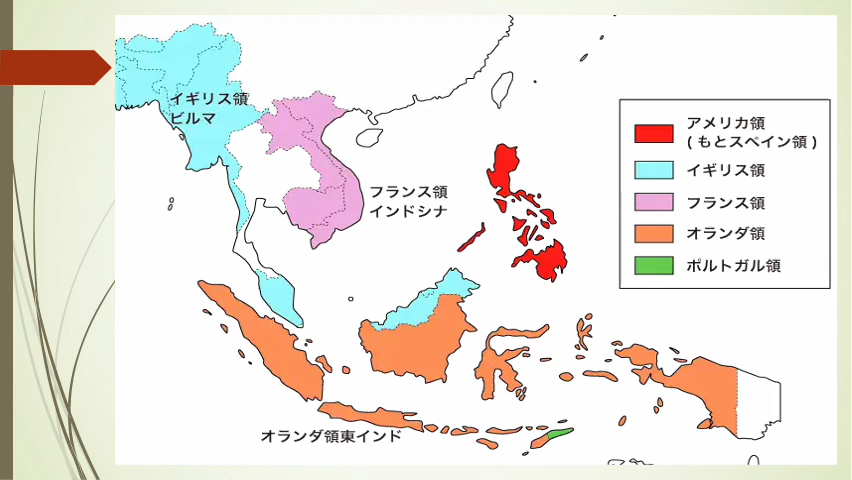 イギリス領
ビルマ
フランス領
インドシナ
オランダ領東インド
アメリカ領
( もとスペイン領 )
イギリス領
フランス領
オランダ領
ポルトガル領